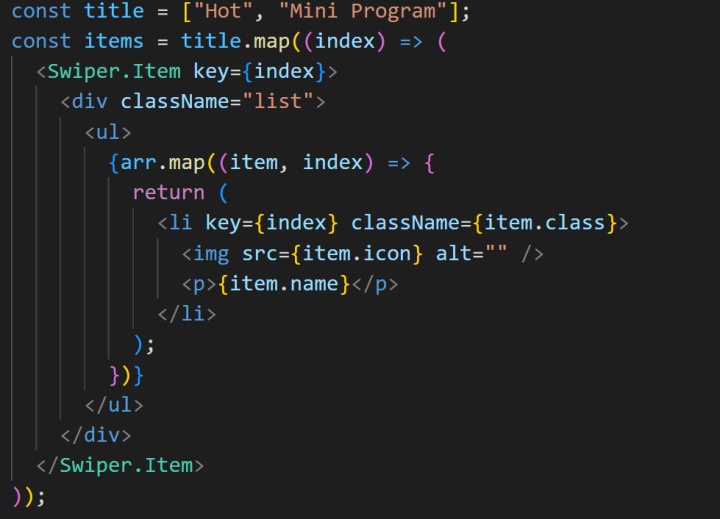 const title = ["Hot", "Mini Program"];
const items = title.map((index) => (
<Swiper.Item key={index}>
<div className="list">
<ul>
{arr.map((item, index) => {
return (
<li key={index} className={item.class}>
<img src={item.icon} alt="" />
<p>{item.name}</p>
</li>
);
})}
</ul>
</div>
</Swiper.Item>
));